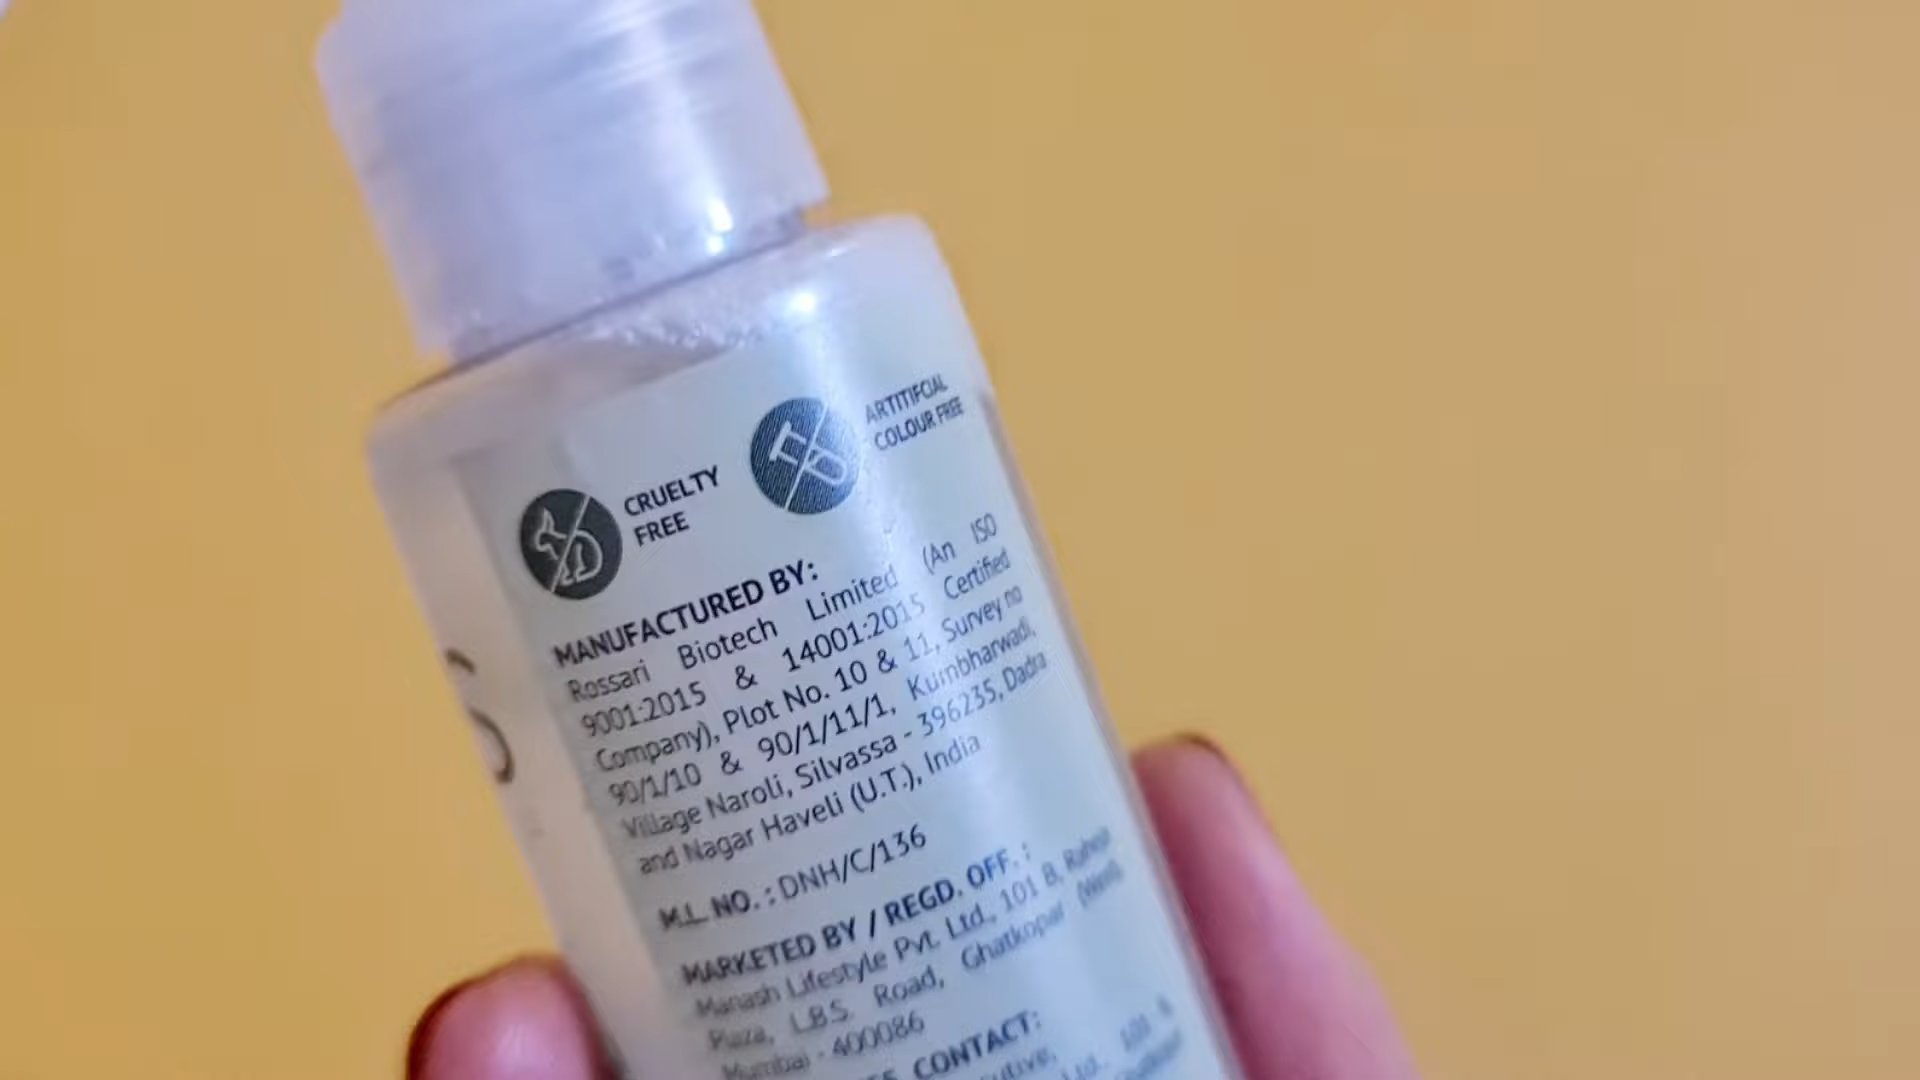 CRUELTY
FREE
ARTITIFCIAL
COLOUR FREE
MANUFACTURED BY:
Rossari Biotech Limited (An ISO
9001:2015 & 14001:2015 Certified
Company), Plot No. 10 & 11, Survey no
90/1/10 & 90/1/11/1, Kumbharwadi,
Village Naroli, Silvassa - 396235, Dadra
and Nagar Haveli (U.T.), India
M.L. NO. : DNH/C/136
MARKETED BY / REGD. OFF. :
Manash Lifestyle Pvt. Ltd., 101 B, Raheja
Plaza, L.B.S. Road, Ghatkopar (West),
Mumbai - 400086
CONTACT: